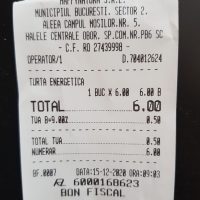 MUNICIPIUL BUCURESTI. SECTOR 2.
ALEEA CAMPUL MOSILOR.NR. 5.
HALELE CENTRALE OBOR. SP.COM.NR.PB6 SC
- C.F. RO 27439998 -
OPERATOR/1 D.704012624
TURTA ENERGETICA
1 BUC X 6.00 6.00 B
TOTAL 6.00
TVA B=9.00% 0.50
TOTAL TVA 0.50
NUMERAR 6.00
BF.0007 DATA:15-12-2020 ORA:09:03
6000168623
BON FISCAL